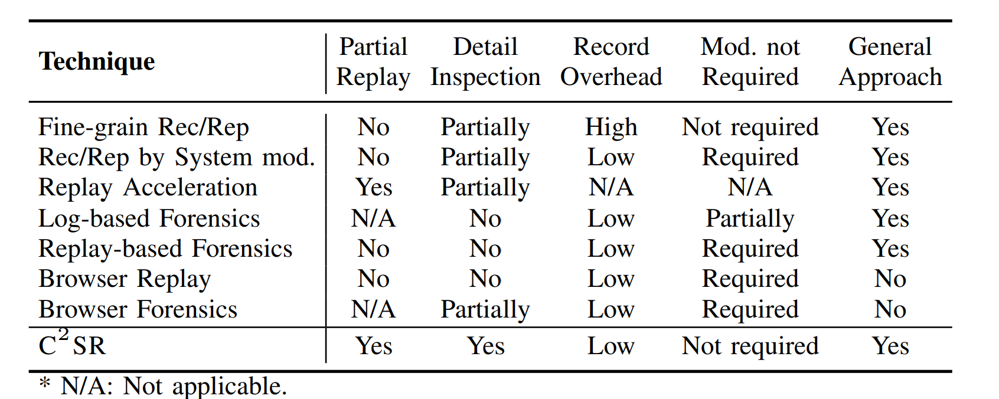 Technique Partial Replay Detail Inspection Record Overhead Mod. not Required General Approach
Fine-grain Rec/Rep No Partially High Not required Yes
Rec/Rep by System mod. No Partially Low Required Yes
Replay Acceleration Yes Partially N/A N/A Yes
Log-based Forensics N/A No Low Partially Yes
Replay-based Forensics No No Low Required Yes
Browser Replay No No Low Required No
Browser Forensics N/A Partially Low Required No
C²SR Yes Yes Low Not required Yes
* N/A: Not applicable.